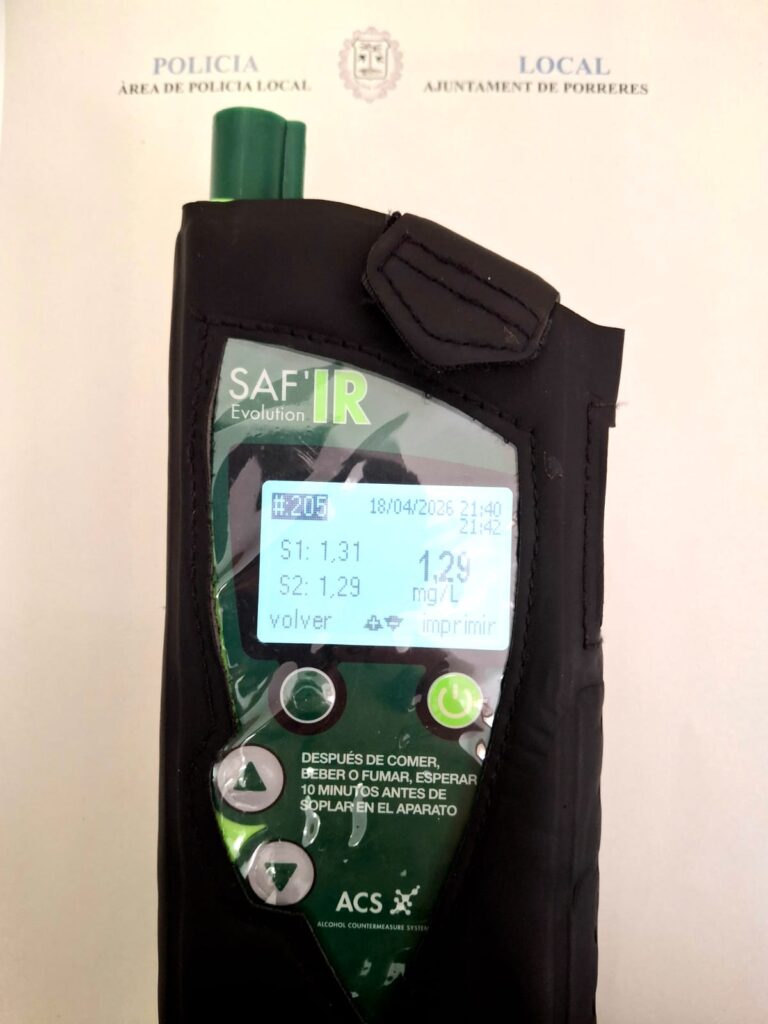 POLICIA LOCAL
ÀREA DE POLICIA LOCAL AJUNTAMENT DE PORRERES
SAF'IR
Evolution
#:205 18/04/2026 21:40
21:42
S1: 1,31
1,29
S2: 1,29
mg/L
volver imprimir
DESPUÉS DE COMER,
BEBER O FUMAR, ESPERAR
10 MINUTOS ANTES DE
SOPLAR EN EL APARATO
ACS
ALCOHOL COUNTERMEASURE SYSTEMS